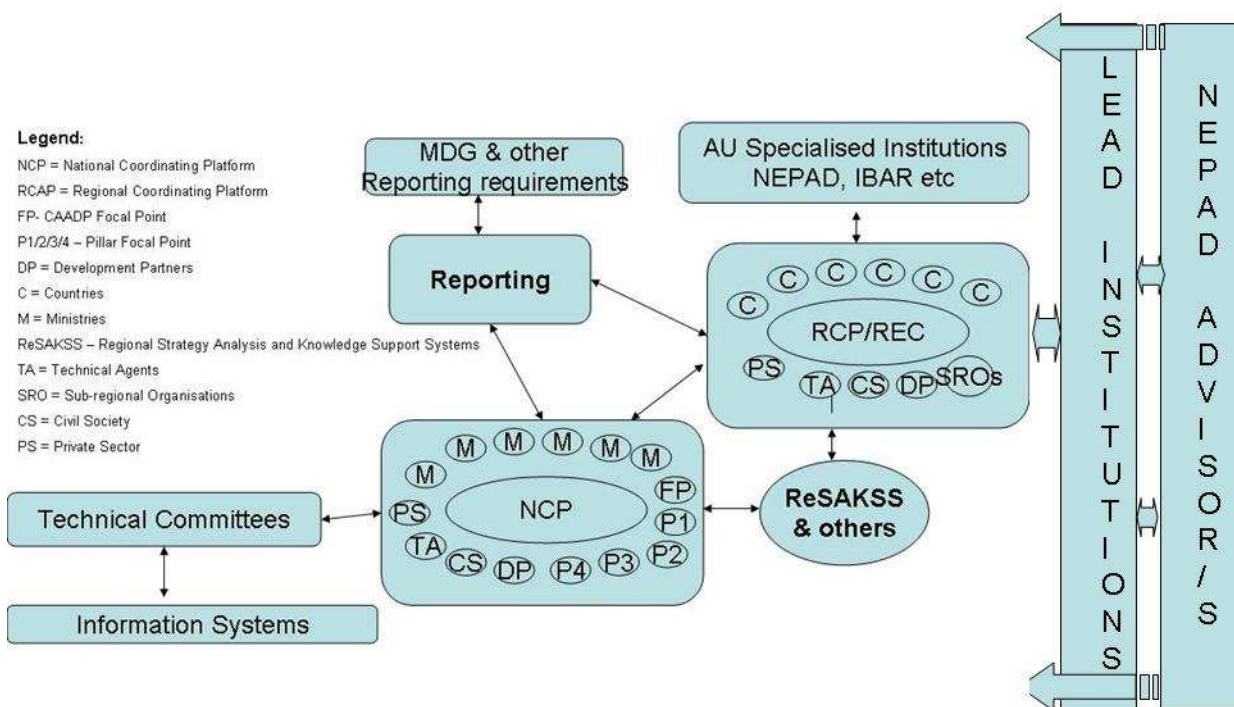 Legend:
NCP = National Coordinating Platform
RCAP = Regional Coordinating Platform
FP- CAADP Focal Point
P1/2/3/4 – Pillar Focal Point
DP = Development Partners
C = Countries
M = Ministries
ReSAKSS – Regional Strategy Analysis and Knowledge Support Systems
TA = Technical Agents
SRO = Sub-regional Organisations
CS = Civil Society
PS = Private Sector
MDG & other
Reporting requirements
Reporting
AU Specialised Institutions
NEPAD, IBAR etc
C
C
C
C
C
C
RCP/REC
PS
TA
CS
DP
SROs
M
M
M
M
M
M
FP
PS
NCP
P1
TA
CS
DP
P4
P3
P2
ReSAKSS
& others
Technical Committees
Information Systems
LEAD INSTITUTIONS
NEPAD ADVISOR/S